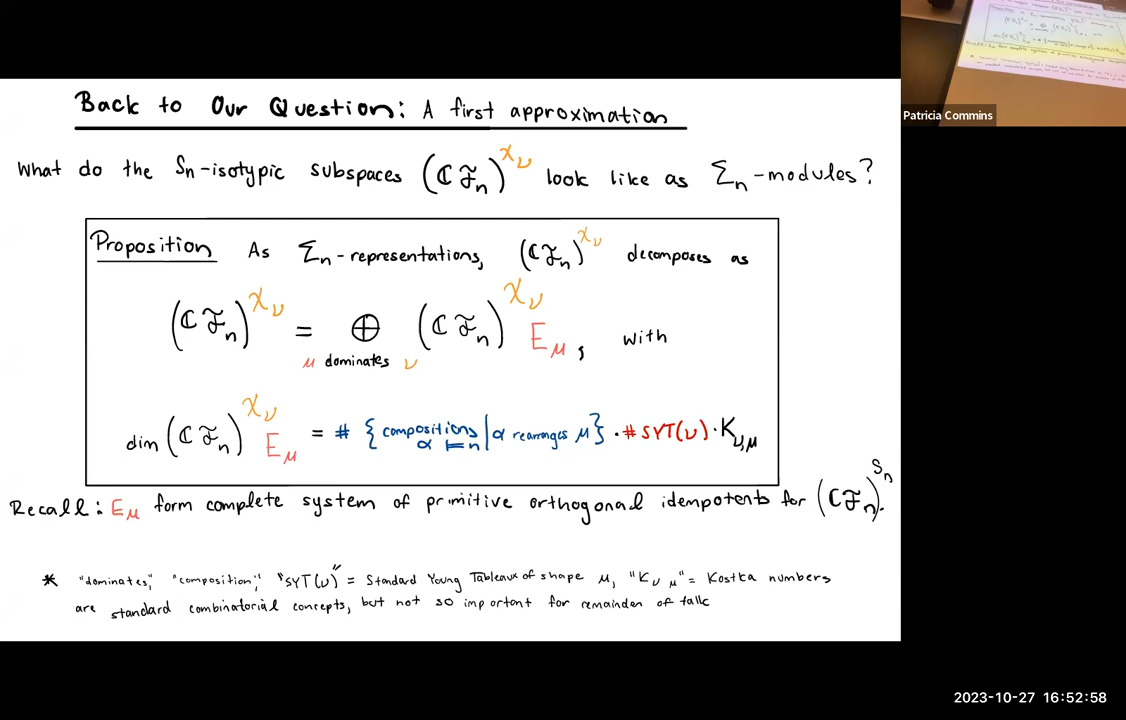 Back to Our Question: A first approximation
What do the Sn-isotypic subspaces (ℂℱn)^χν look like as Σn-modules?
Proposition As Σn-representations, (ℂℱn)^χν decomposes as
(ℂℱn)^χν = ⊕ (ℂℱn)^χν Eμ, with
μ dominates ν
dim (ℂℱn)^χν Eμ = # {compositions α ⊨ n | α rearranges μ} · #SYT(ν) · Kν,μ
Recall: Eμ form complete system of primitive orthogonal idempotents for (ℂℱn)^Sn.
* "dominates," "composition," "SYT(ν)" = Standard Young Tableaux of shape μ, "Kν μ" = Kostka numbers
are standard combinatorial concepts, but not so important for remainder of talk
Patricia Commins
2023-10-27 16:52:58